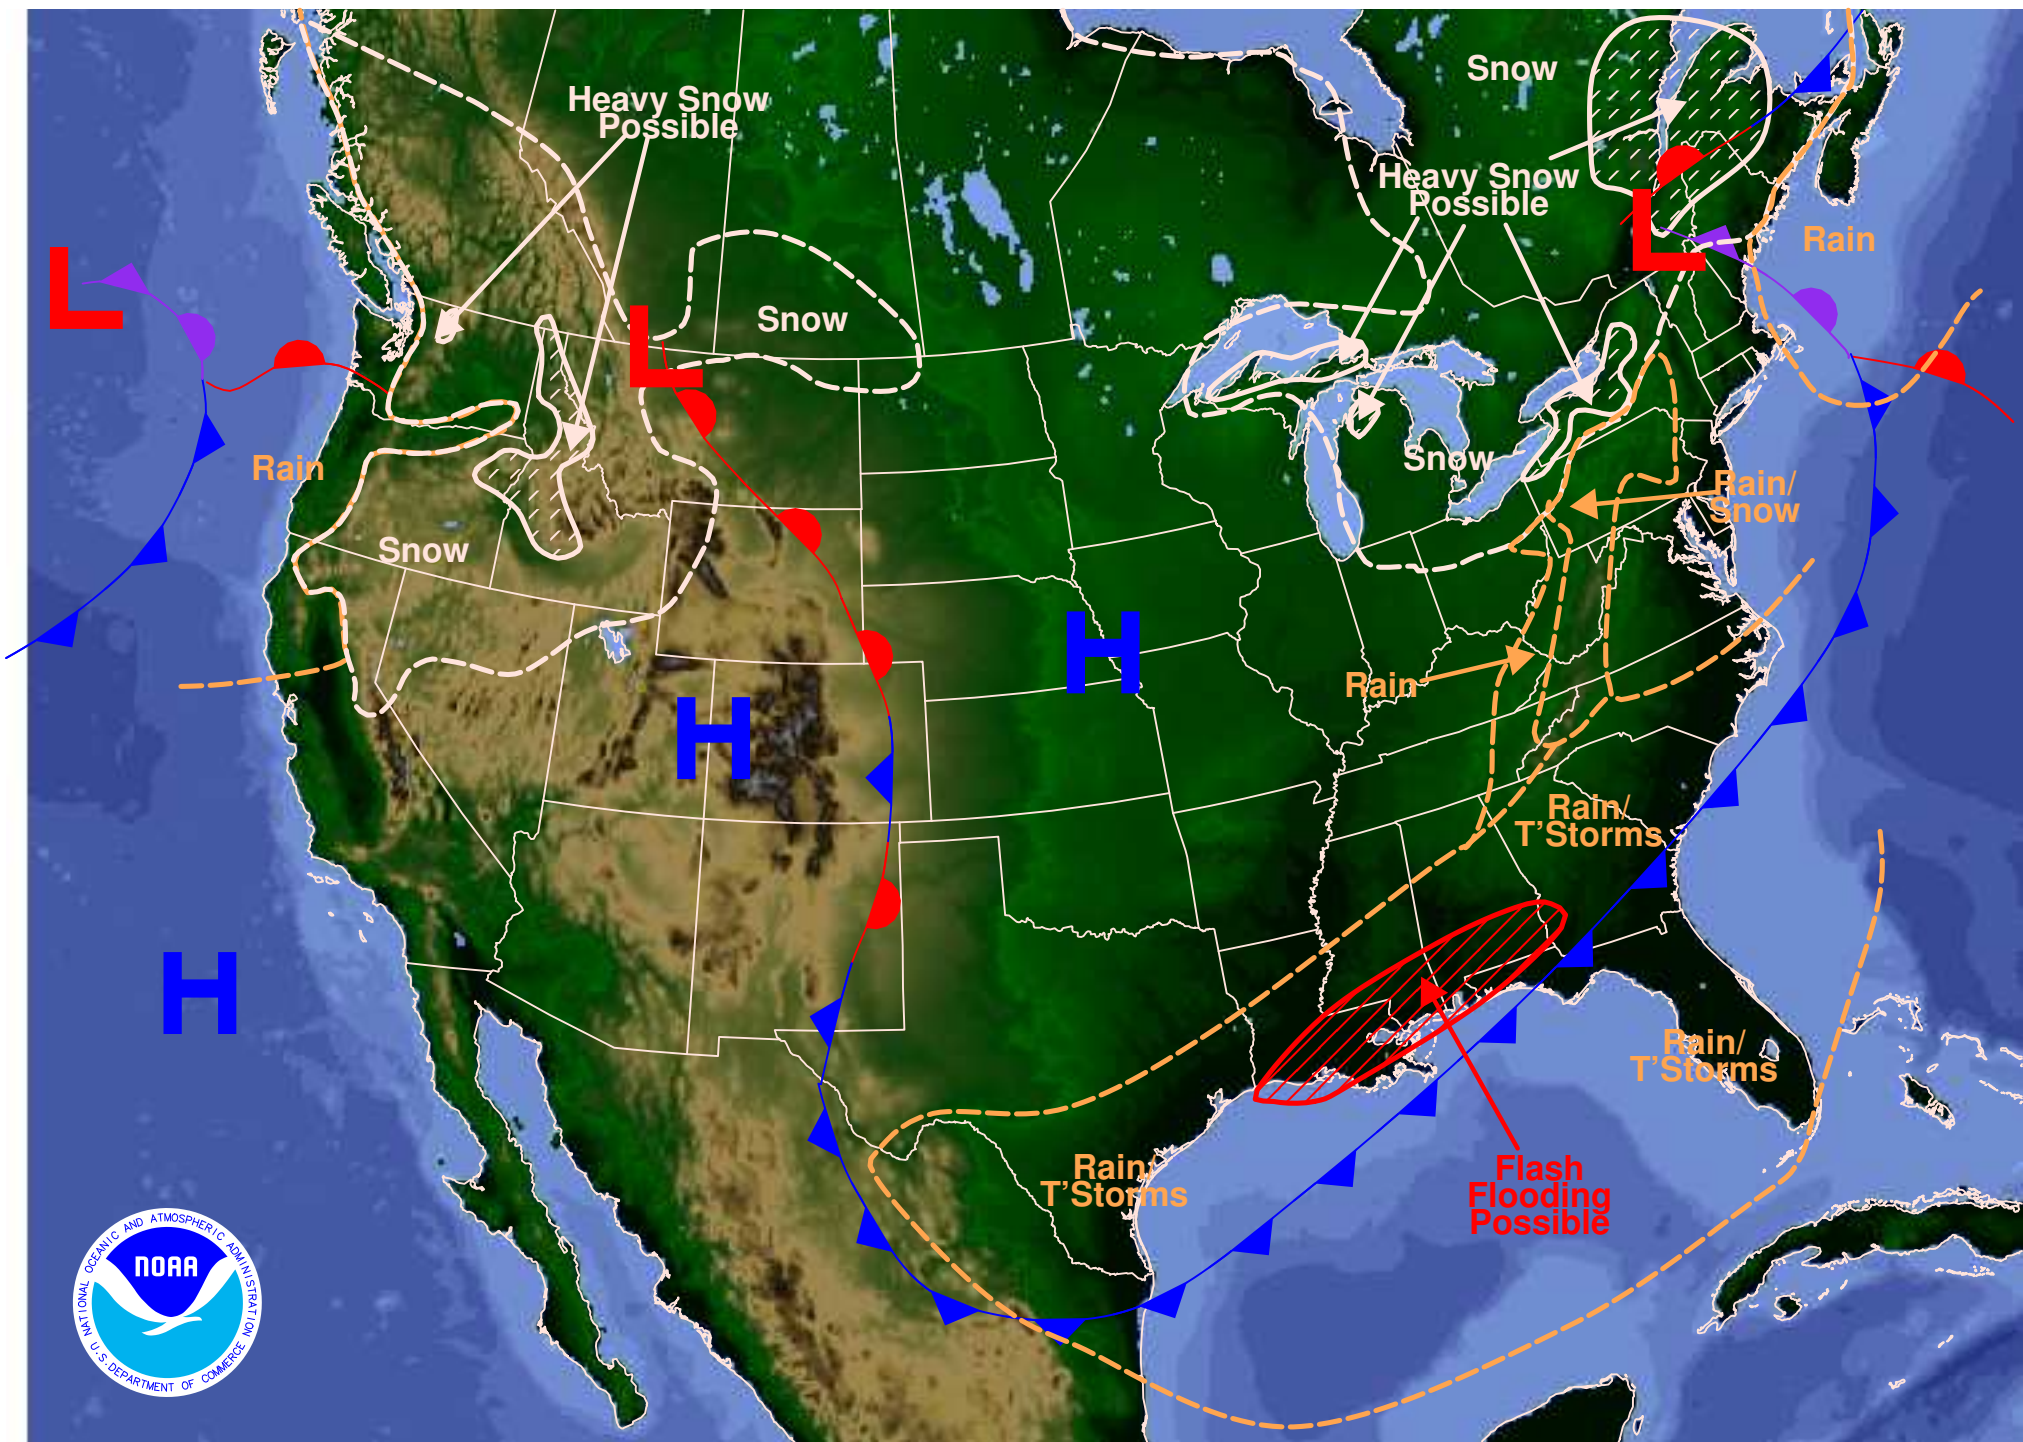 Snow
Heavy Snow
Possible
Heavy Snow
Possible
L
Rain
L
L
Snow
Rain
Snow
Rain/
Snow
Snow
H
Rain
H
Rain/
T'Storms
H
Rain/
T'Storms
Rain/
T'Storms
Flash
Flooding
Possible
NATIONAL OCEANIC AND ATMOSPHERIC ADMINISTRATION
NOAA
U.S. DEPARTMENT OF COMMERCE